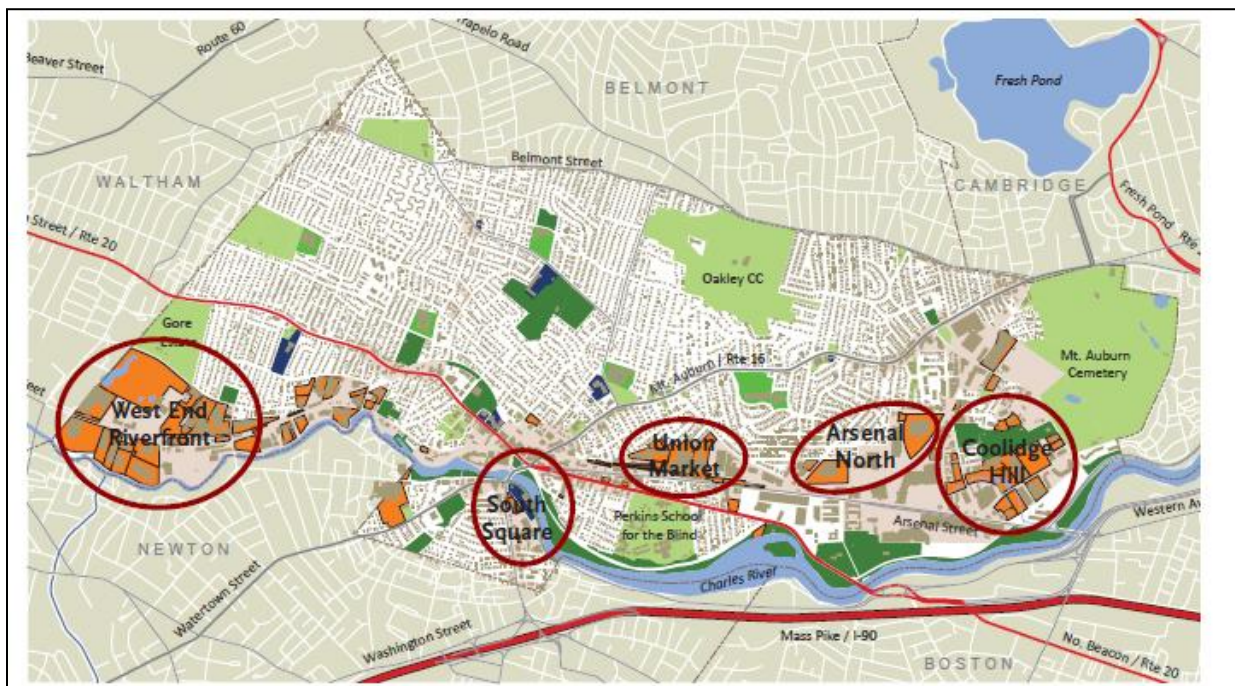 Route 60
Trapelo Road
Beaver Street
BELMONT
Fresh Pond
Belmont Street
WALTHAM
CAMBRIDGE
Fresh Pond
Rte
Street / Rte 20
Oakley CC
Gore
Mt. Auburn / Rte 16
Mt. Auburn
Cemetery
West End
Riverfront
Union
Market
Arsenal
North
Coolidge
Hill
South
Square
Perkins School
for the Blind
Arsenal Street
Western Av
NEWTON
Charles River
Watertown Street
Washington Street
Mass Pike / I-90
No. Beacon / Rte 20
BOSTON